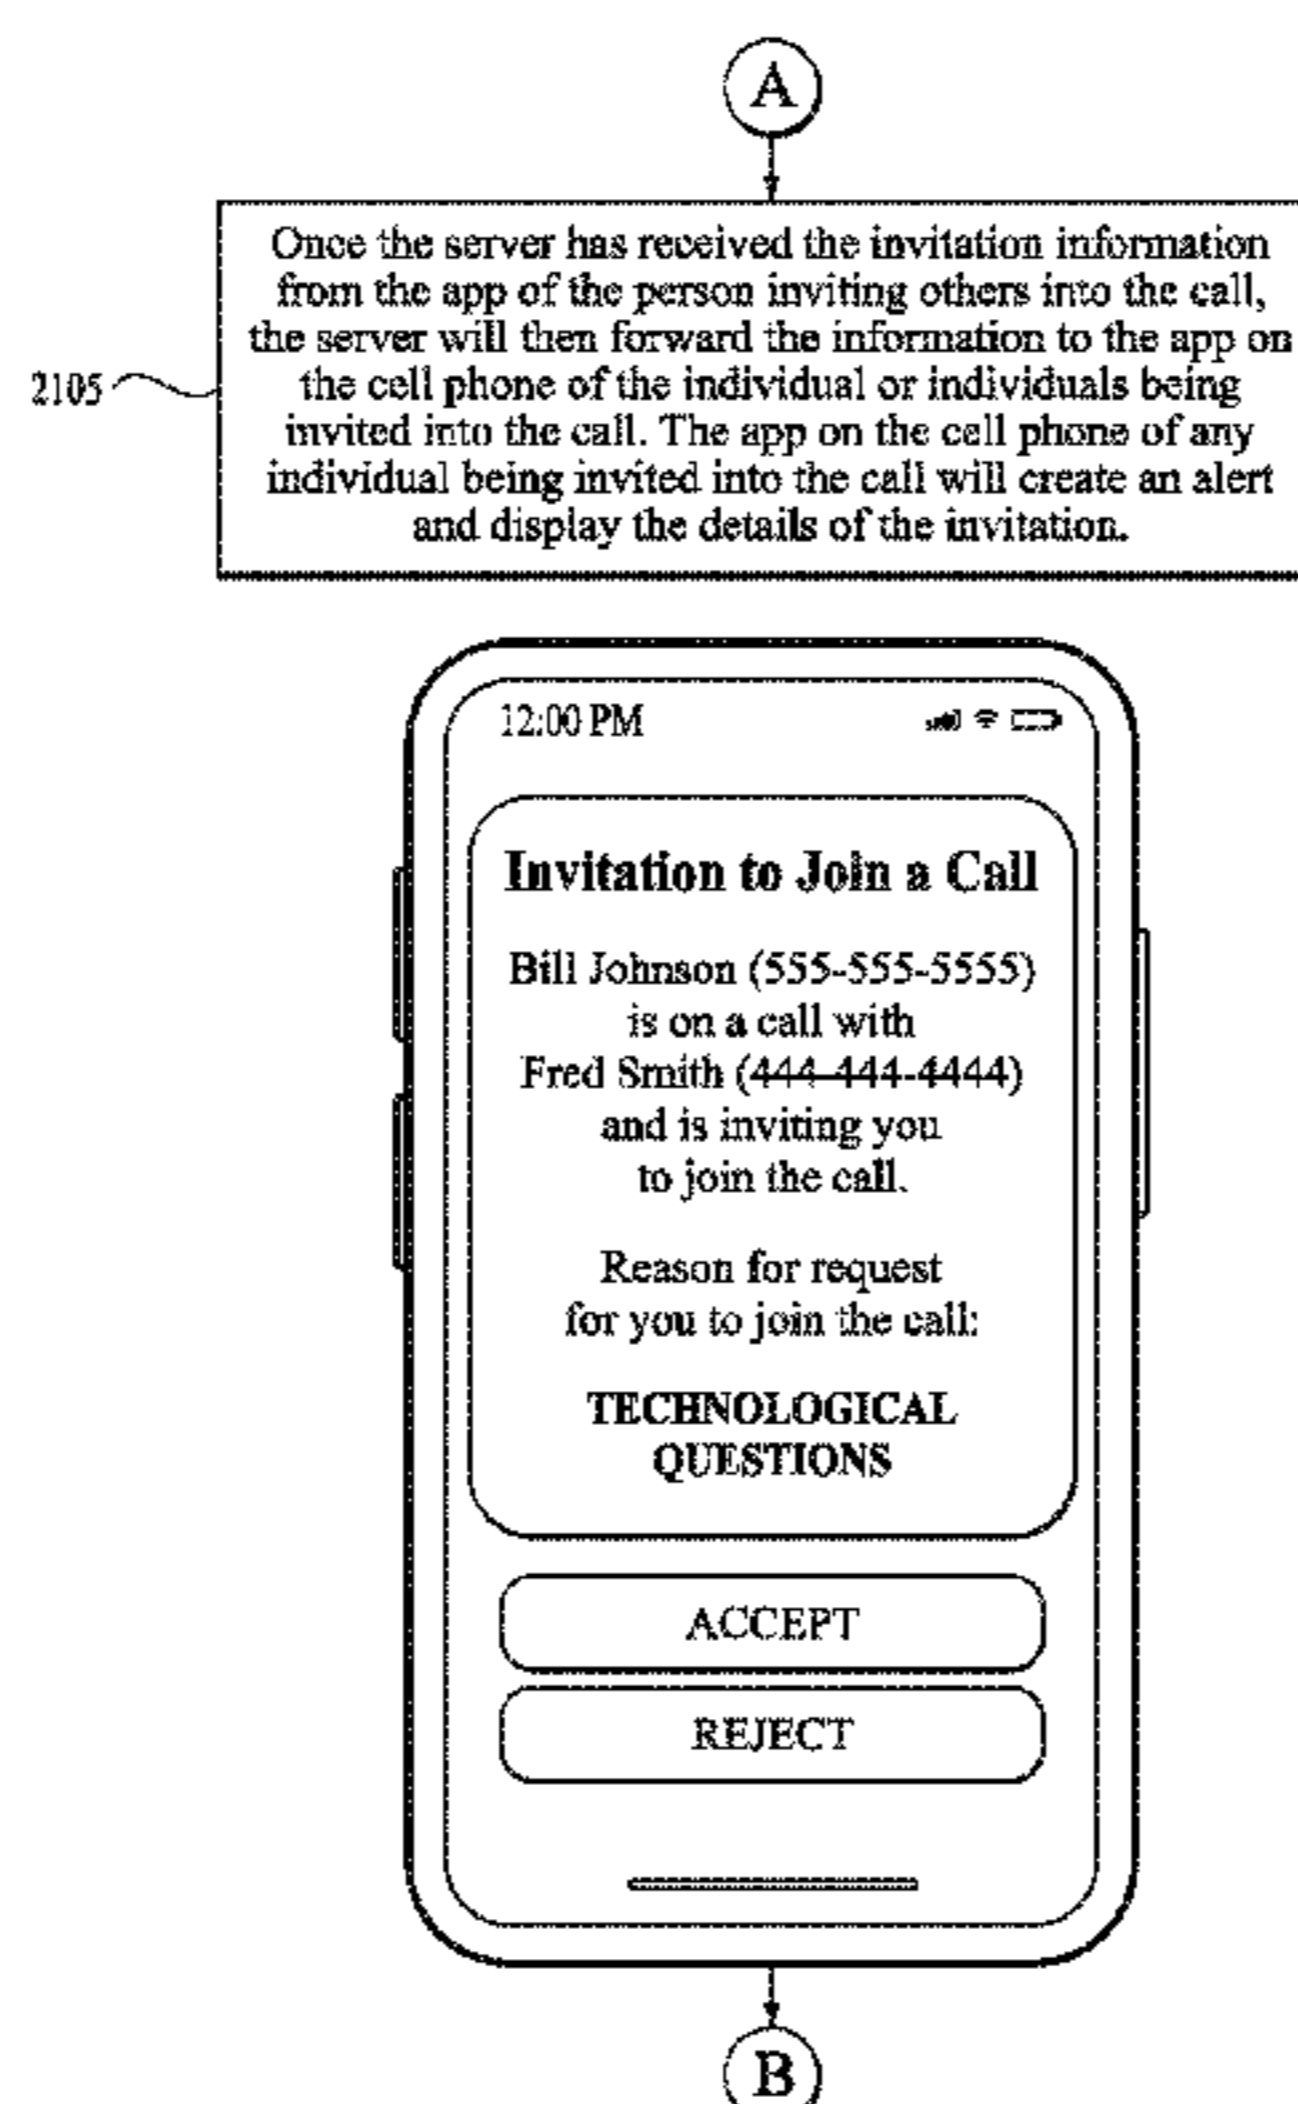 A
Once the server has received the invitation information
from the app of the person inviting others into the call,
the server will then forward the information to the app on
the cell phone of the individual or individuals being
invited into the call. The app on the cell phone of any
individual being invited into the call will create an alert
and display the details of the invitation.
2105
12:00 PM
Invitation to Join a Call
Bill Johnson (555-555-5555)
is on a call with
Fred Smith (444-444-4444)
and is inviting you
to join the call.
Reason for request
for you to join the call:
TECHNOLOGICAL
QUESTIONS
ACCEPT
REJECT
B